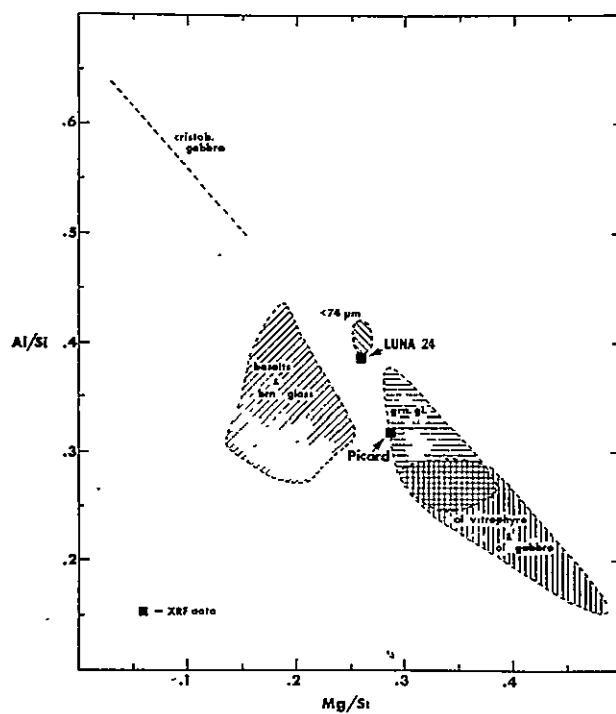 .6
cristob.
gabbro
.5
<74 µm
.4
Al/Si
LUNA 24
basalts
&
brn glass
grn gl.
Picard
.3
ol vitrophyre
&
ol gabbro
.2
■ – XRF data
.1
.2
.3
.4
Mg/Si